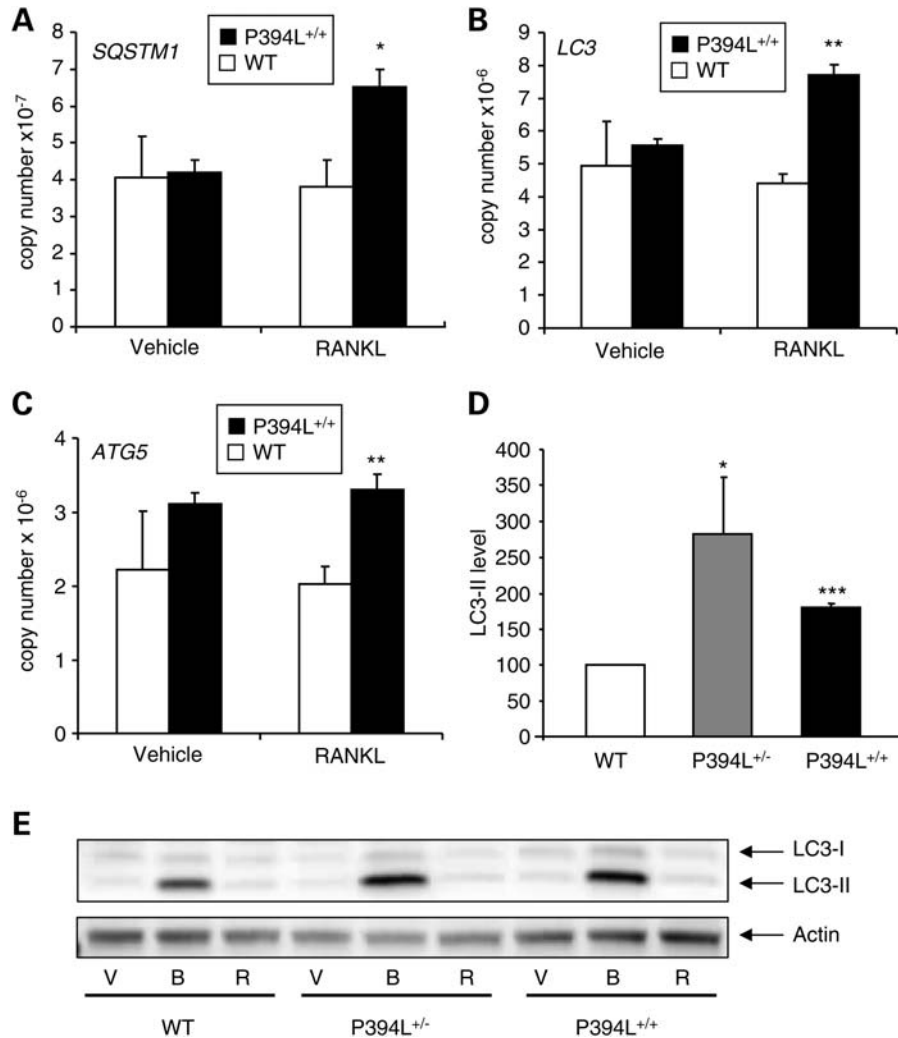 A
SQSTM1
P394L+/+
WT
*
copy number x10-7
8
7
6
5
4
3
2
1
0
Vehicle
RANKL
B
LC3
P394L+/+
WT
**
copy number x10-6
9
8
7
6
5
4
3
2
1
0
Vehicle
RANKL
C
ATG5
P394L+/+
WT
**
copy number x 10-6
4
3
2
1
0
Vehicle
RANKL
D
LC3-II level
400
350
300
250
200
150
100
50
0
*
***
WT
P394L+/-
P394L+/+
E
LC3-I
LC3-II
Actin
V B R V B R V B R
WT P394L+/- P394L+/+